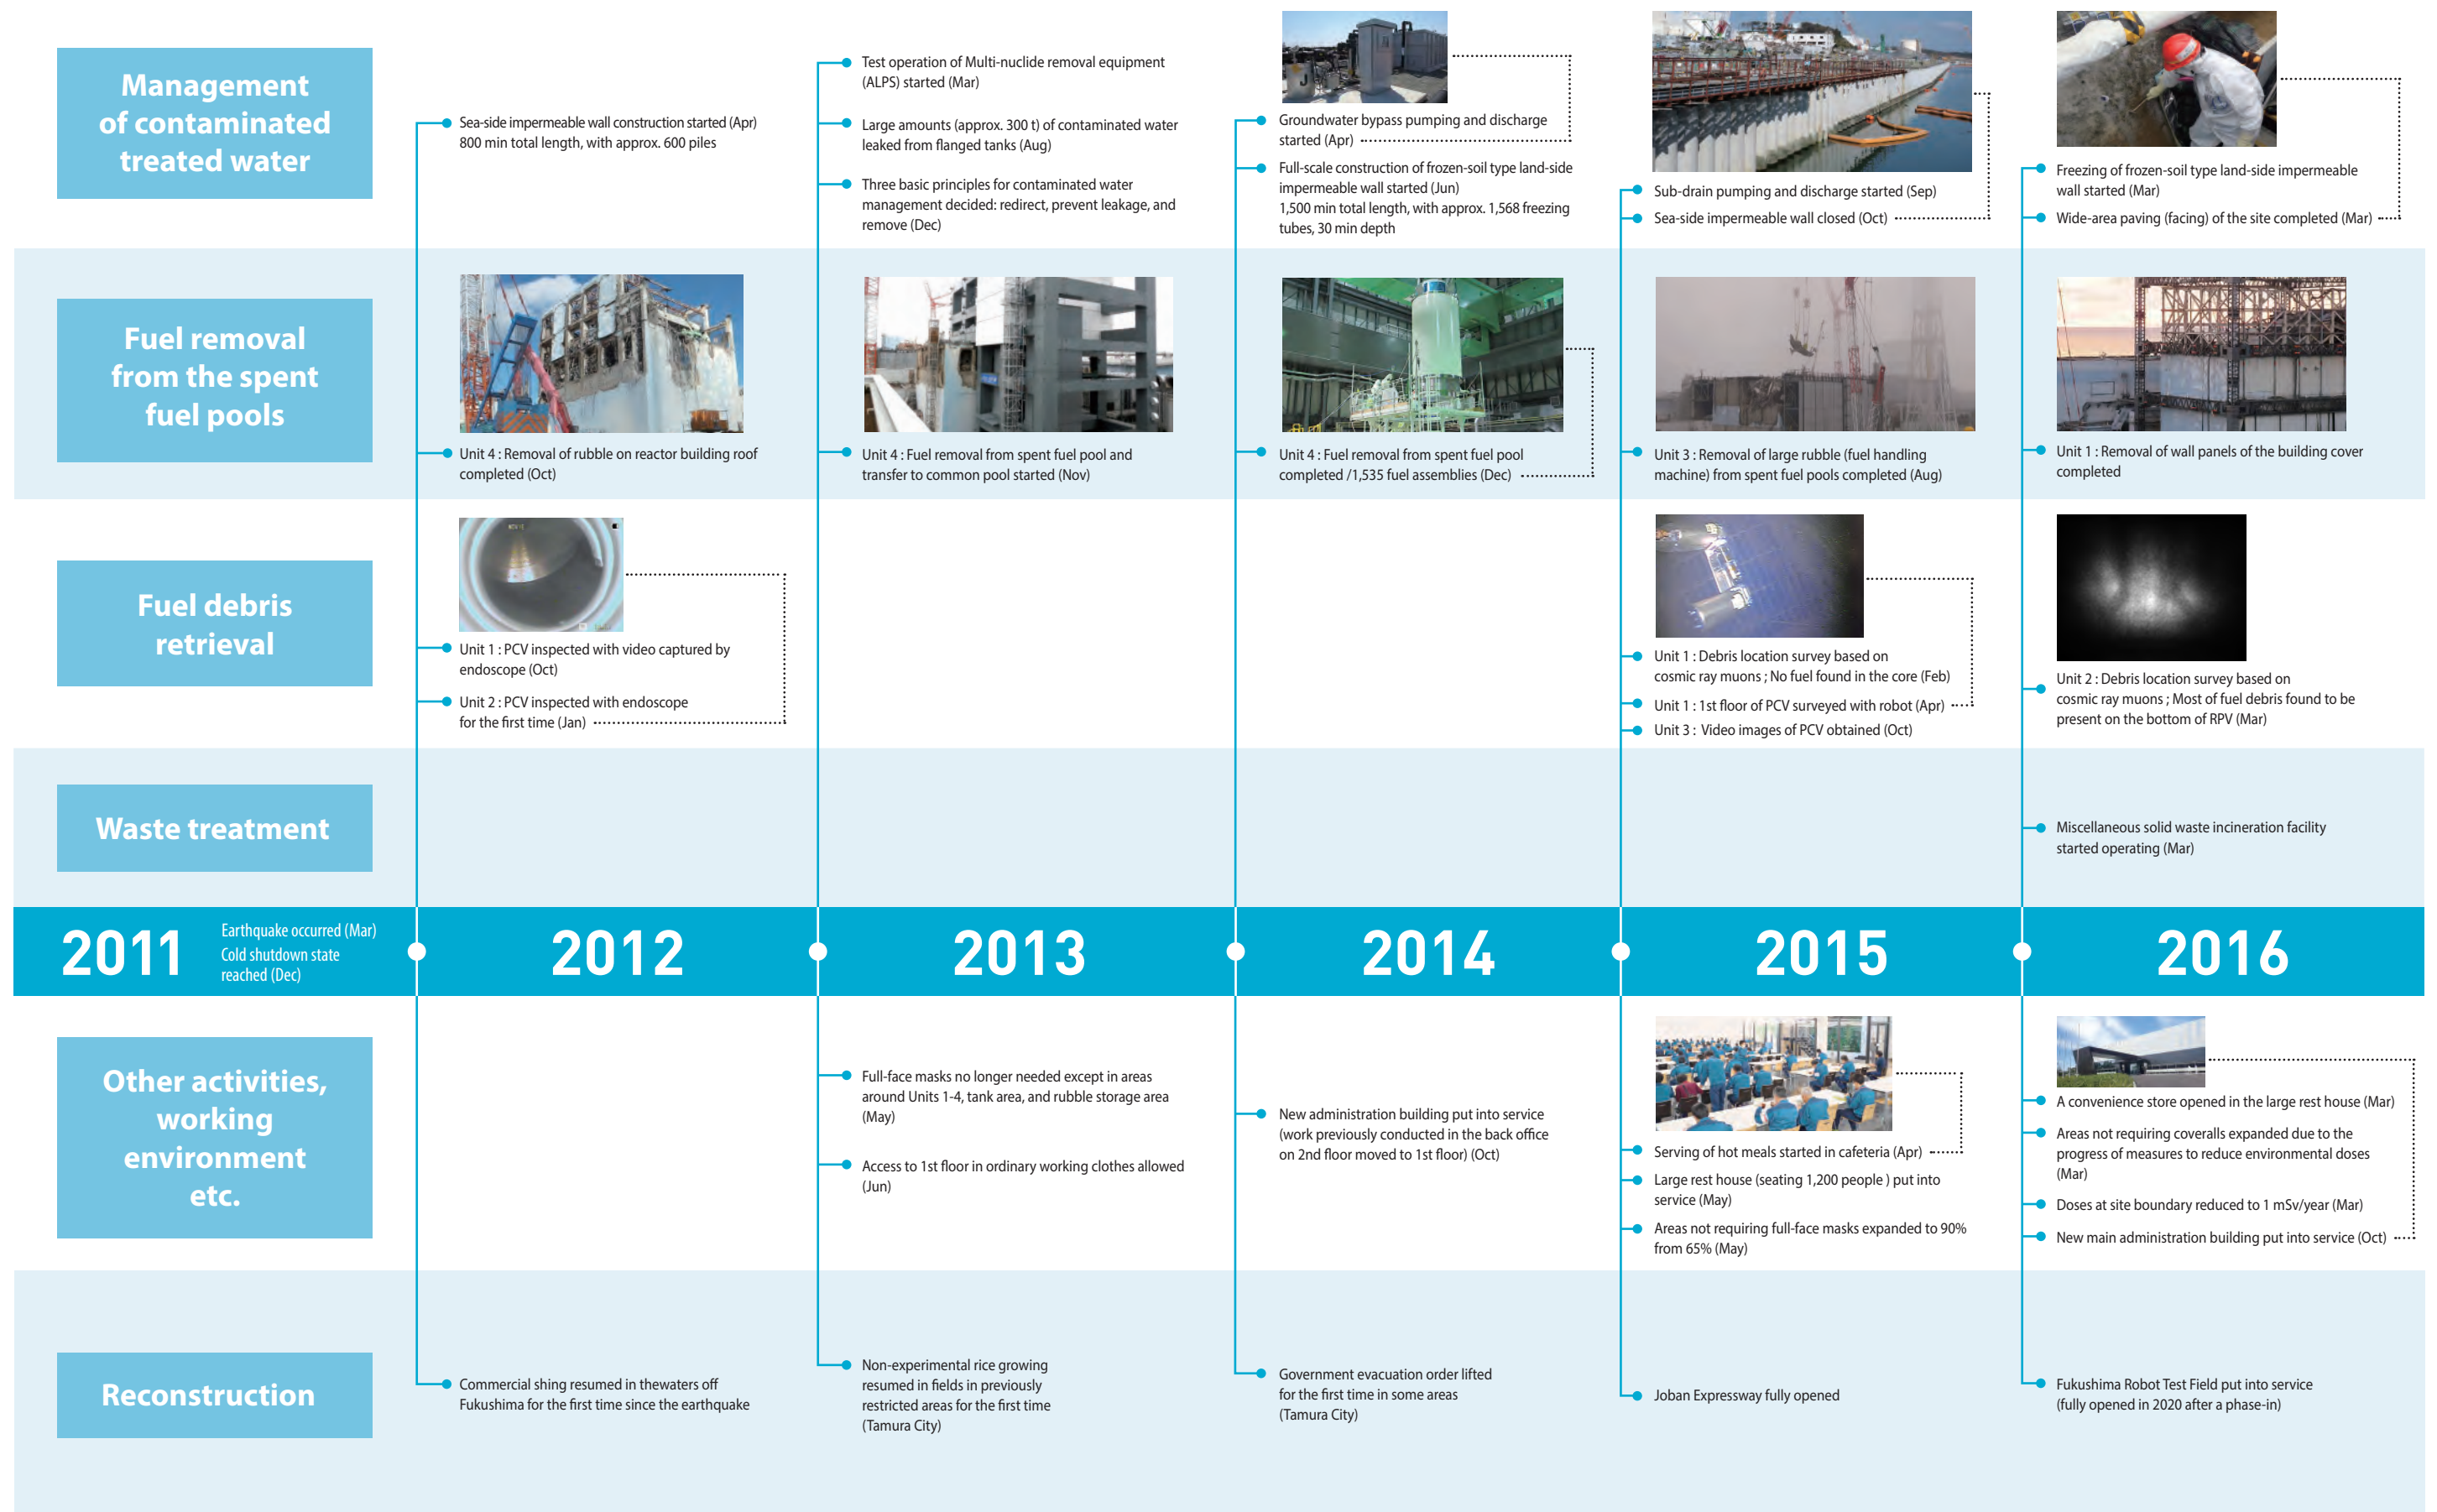 Management
of contaminated
treated water
Sea-side impermeable wall construction started (Apr)
800 min total length, with approx. 600 piles
Test operation of Multi-nuclide removal equipment
(ALPS) started (Mar)
Large amounts (approx. 300 t) of contaminated water
leaked from flanged tanks (Aug)
Three basic principles for contaminated water
management decided: redirect, prevent leakage, and
remove (Dec)
Groundwater bypass pumping and discharge
started (Apr)
Full-scale construction of frozen-soil type land-side
impermeable wall started (Jun)
1,500 min total length, with approx. 1,568 freezing
tubes, 30 min depth
Sub-drain pumping and discharge started (Sep)
Sea-side impermeable wall closed (Oct)
Freezing of frozen-soil type land-side impermeable
wall started (Mar)
Wide-area paving (facing) of the site completed (Mar)
Fuel removal
from the spent
fuel pools
Unit 4 : Removal of rubble on reactor building roof
completed (Oct)
Unit 4 : Fuel removal from spent fuel pool and
transfer to common pool started (Nov)
Unit 4 : Fuel removal from spent fuel pool
completed /1,535 fuel assemblies (Dec)
Unit 3 : Removal of large rubble (fuel handling
machine) from spent fuel pools completed (Aug)
Unit 1 : Removal of wall panels of the building cover
completed
Fuel debris
retrieval
Unit 1 : PCV inspected with video captured by
endoscope (Oct)
Unit 2 : PCV inspected with endoscope
for the first time (Jan)
Unit 1 : Debris location survey based on
cosmic ray muons ; No fuel found in the core (Feb)
Unit 1 : 1st floor of PCV surveyed with robot (Apr)
Unit 3 : Video images of PCV obtained (Oct)
Unit 2 : Debris location survey based on
cosmic ray muons ; Most of fuel debris found to be
present on the bottom of RPV (Mar)
Waste treatment
Miscellaneous solid waste incineration facility
started operating (Mar)
2011
Earthquake occurred (Mar)
Cold shutdown state
reached (Dec)
2012
2013
2014
2015
2016
Other activities,
working
environment
etc.
Full-face masks no longer needed except in areas
around Units 1-4, tank area, and rubble storage area
(May)
Access to 1st floor in ordinary working clothes allowed
(Jun)
New administration building put into service
(work previously conducted in the back office
on 2nd floor moved to 1st floor) (Oct)
Serving of hot meals started in cafeteria (Apr)
Large rest house (seating 1,200 people ) put into
service (May)
Areas not requiring full-face masks expanded to 90%
from 65% (May)
A convenience store opened in the large rest house (Mar)
Areas not requiring coveralls expanded due to the
progress of measures to reduce environmental doses
(Mar)
Doses at site boundary reduced to 1 mSv/year (Mar)
New main administration building put into service (Oct)
Reconstruction
Commercial shing resumed in thewaters off
Fukushima for the first time since the earthquake
Non-experimental rice growing
resumed in fields in previously
restricted areas for the first time
(Tamura City)
Government evacuation order lifted
for the first time in some areas
(Tamura City)
Joban Expressway fully opened
Fukushima Robot Test Field put into service
(fully opened in 2020 after a phase-in)